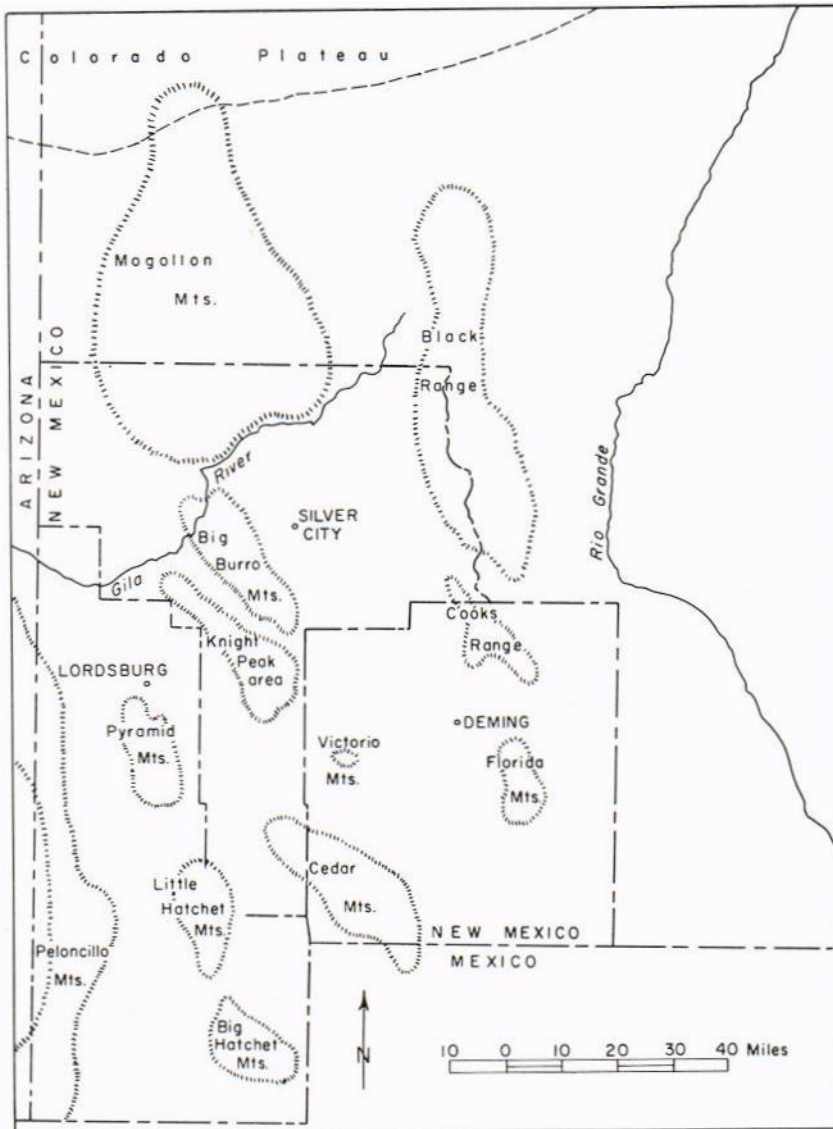 Colorado Plateau
Mogollon
Mts.
Black
Range
ARIZONA
NEW MEXICO
River
Rio Grande
SILVER
CITY
Big
Burro
Mts.
Gila
Cooks
Range
Knight
Peak
area
LORDSBURG
Pyramid
Mts.
DEMING
Victorio
Mts.
Florida
Mts.
Cedar
Mts.
Little
Hatchet
Mts.
NEW MEXICO
MEXICO
Peloncillo
Mts.
Big
Hatchet
Mts.
N
10 0 10 20 30 40 Miles